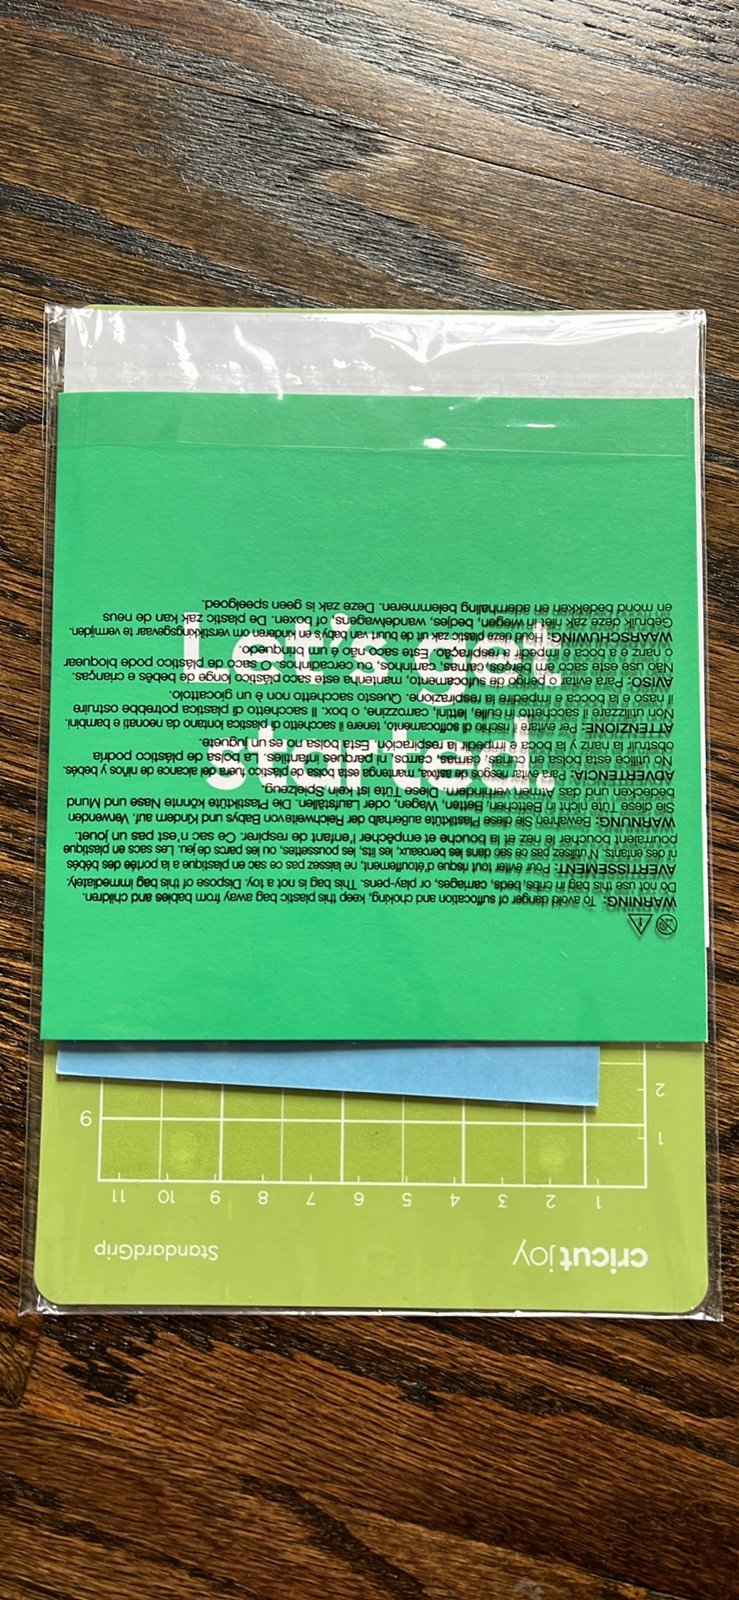 Let's get
started.
WARNING: To avoid danger of suffocation and choking, keep this plastic bag away from babies and children.
Do not use this bag in cribs, beds, carriages, or play-pens. This bag is not a toy. Dispose of this bag immediately.
AVERTISSEMENT: Pour éviter tout risque d'étouffement, ne laissez pas ce sac en plastique a la portée des bébés
ni des enfants. N'utilisez pas ce sac dans les berceaux, les lits, les poussettes, ou les parcs de jeu. Les sacs en plastique
pourraient boucher le nez et la bouche et empêcher l'enfant de respirer. Ce sac n'est pas un jouet.
WARNUNG: Bewahren Sie diese Plastiktüte außerhalb der Reichweite von Babys und Kindern auf. Verwenden
Sie diese Tüte nicht in Bettchen, Betten, Wagen, oder Laufställen. Die Plastiktüte könnte Nase und Mund
bedecken und das Atmen verhindern. Diese Tüte ist kein Spielzeug.
ADVERTENCIA: Para evitar riesgos de asfixia, mantenga esta bolsa de plástico fuera del alcance de niños y bebés.
No utilice esta bolsa en cunas, camas, carros, ni parques infantiles. La bolsa de plástico podria
obstruir la nariz y la boca e impedir la respiración. Esta bolsa no es un juguete.
ATTENZIONE: Per evitare il rischio di soffocamento, tenere il sacchetto di plastica lontano da neonati e bambini.
Non utilizzare il sacchetto in culle, lettini, carrozzine, o box. Il sacchetto di plastica potrebbe ostruire
il naso e la bocca e impedire la respirazione. Questo sacchetto non è un giocattolo.
AVISO: Para evitar perigo de sufocamento, mantenha este saco plástico longe de bebês e crianças.
Não use este saco em berços, camas, carrinhos, ou cercadinhos. O saco de plástico pode bloquear
o nariz e a boca e impedir a respiração. Este saco não é um brinquedo.
WAARSCHUWING: Houd deze plastic zak uit de buurt van baby's en kinderen om verstikkingsgevaar te vermijden.
Gebruik deze zak niet in wiegen, bedjes, wandelwagens of boxen. De plastic zak kan de neus
en mond bedekken en ademhaling belemmeren. Deze zak is geen speelgoed.
cricut joy StandardGrip
1 2 3 4 5 6 7 8 9 10 11
1 6
2